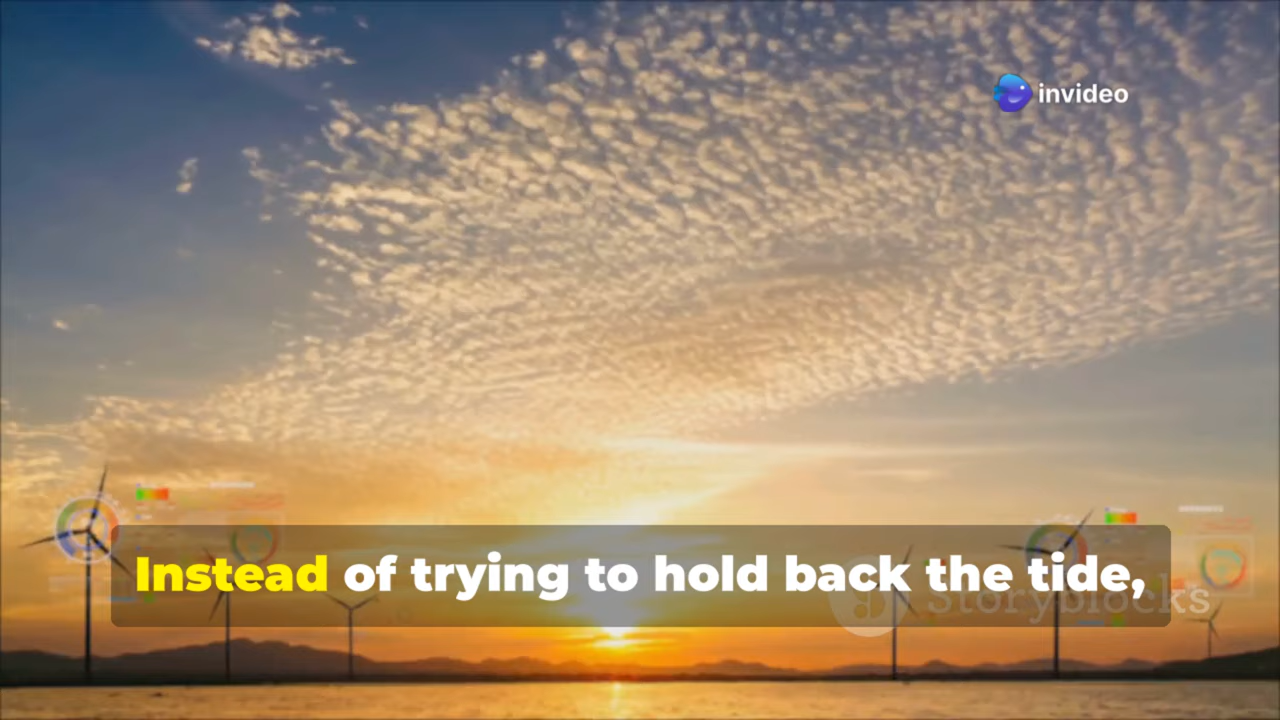 invideo
Instead of trying to hold back the tide,
Storyblocks